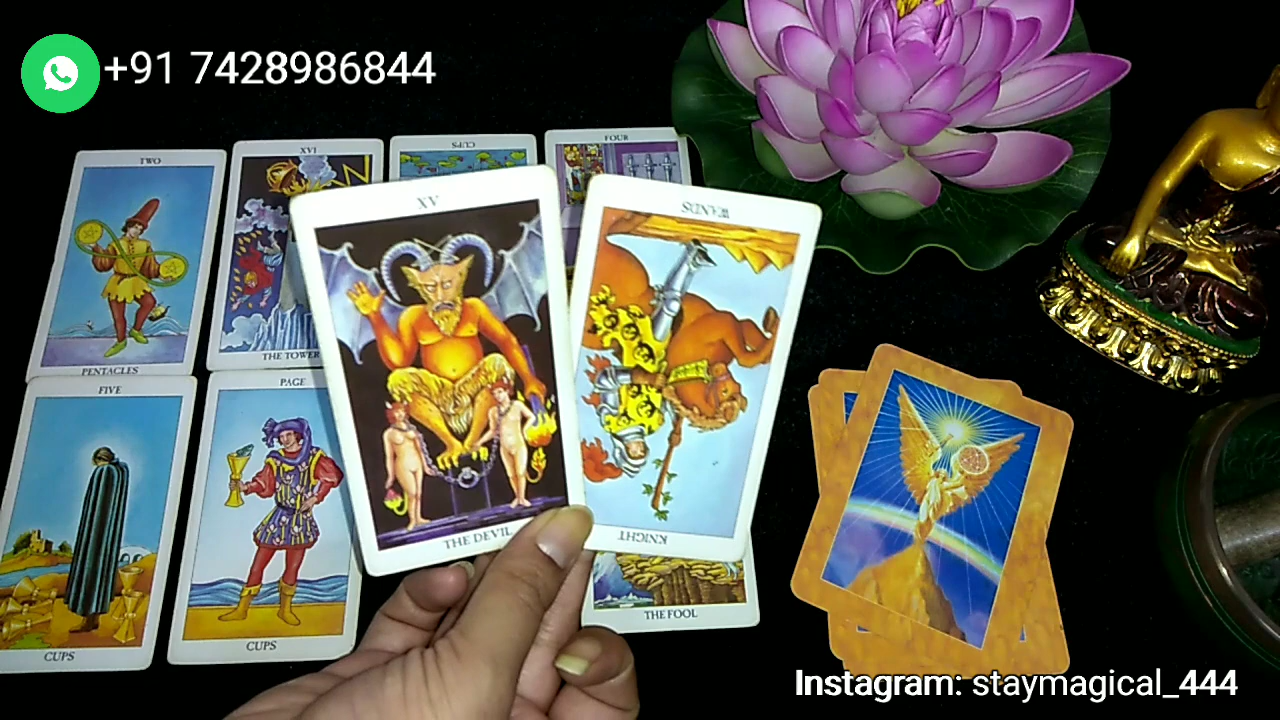 +91 7428986844
TWO
XVI
CUPS
FOUR
XV
WANDS
PENTACLES
THE TOWER
FIVE
PAGE
THE DEVIL
KNIGHT
THE FOOL
CUPS
CUPS
Instagram: staymagical_444